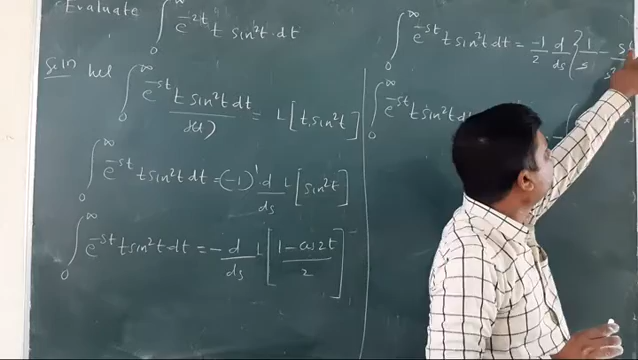 Evaluate ∫₀^∞ e^{-2t} t sin²t · dt
Sol^n let
∫₀^∞ e^{-st} t sin²t dt = L[t, sin²t]
f(t)
∫₀^∞ e^{-st} t sin²t dt = (-1)¹ · d/ds L[sin²t]
∫₀^∞ e^{-st} t sin²t dt = - d/ds L[(1 - cos2t)/2]
∫₀^∞ e^{-st} t sin²t dt = -1/2 d/ds {1/s - s/s²
∫₀^∞ e^{-st} t sin²t dt